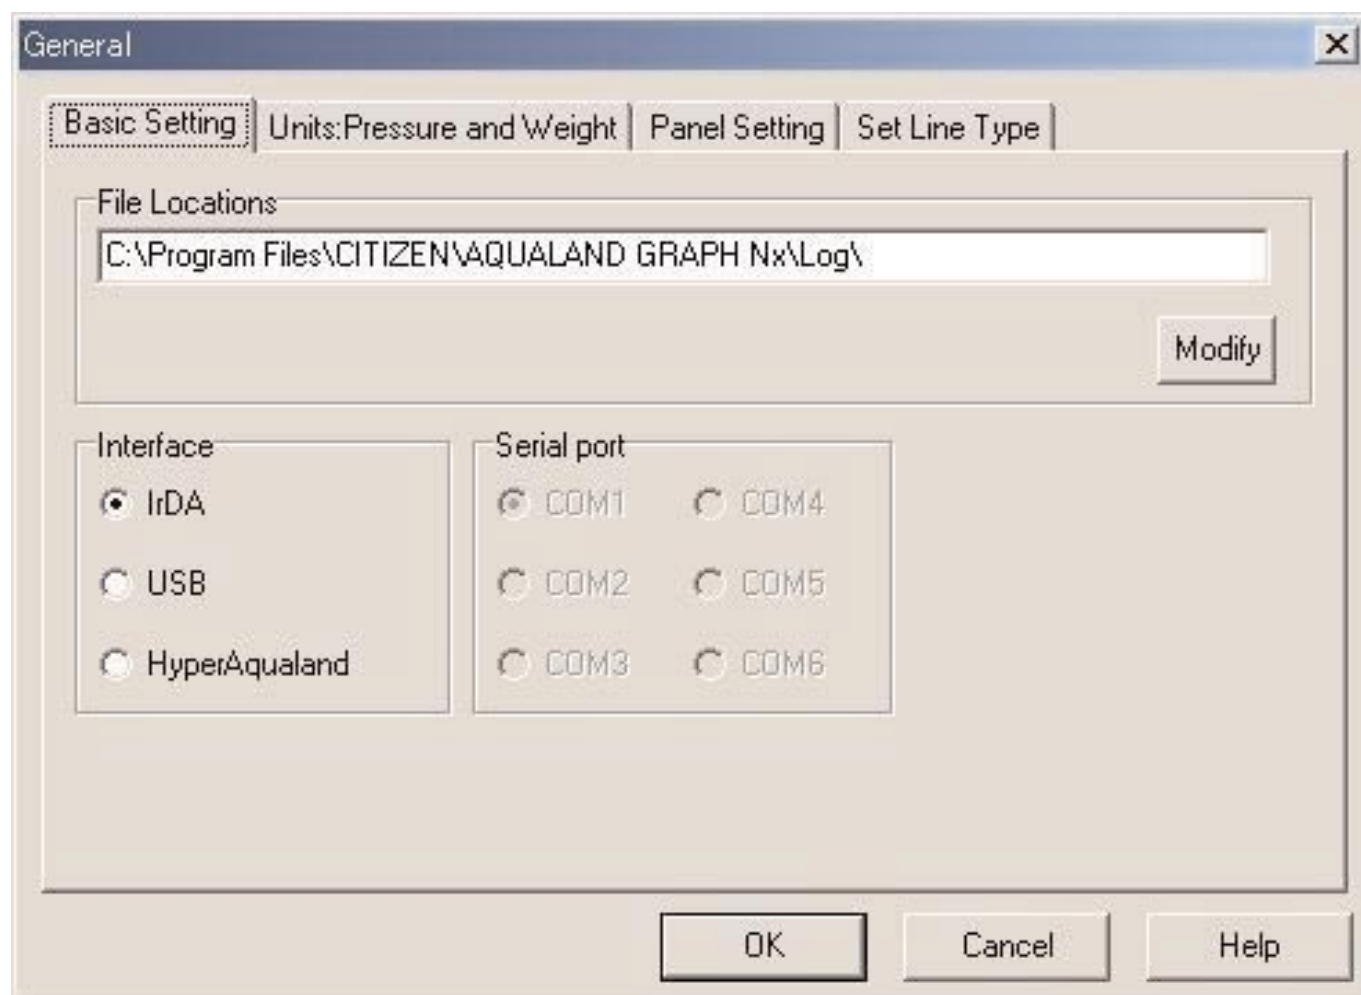 General
Basic Setting Units:Pressure and Weight Panel Setting Set Line Type
File Locations
C:\Program Files\CITIZEN\AQUALAND GRAPH Nx\Log\
Modify
Interface Serial port
IrDA COM1 COM4
USB COM2 COM5
HyperAqualand COM3 COM6
OK Cancel Help